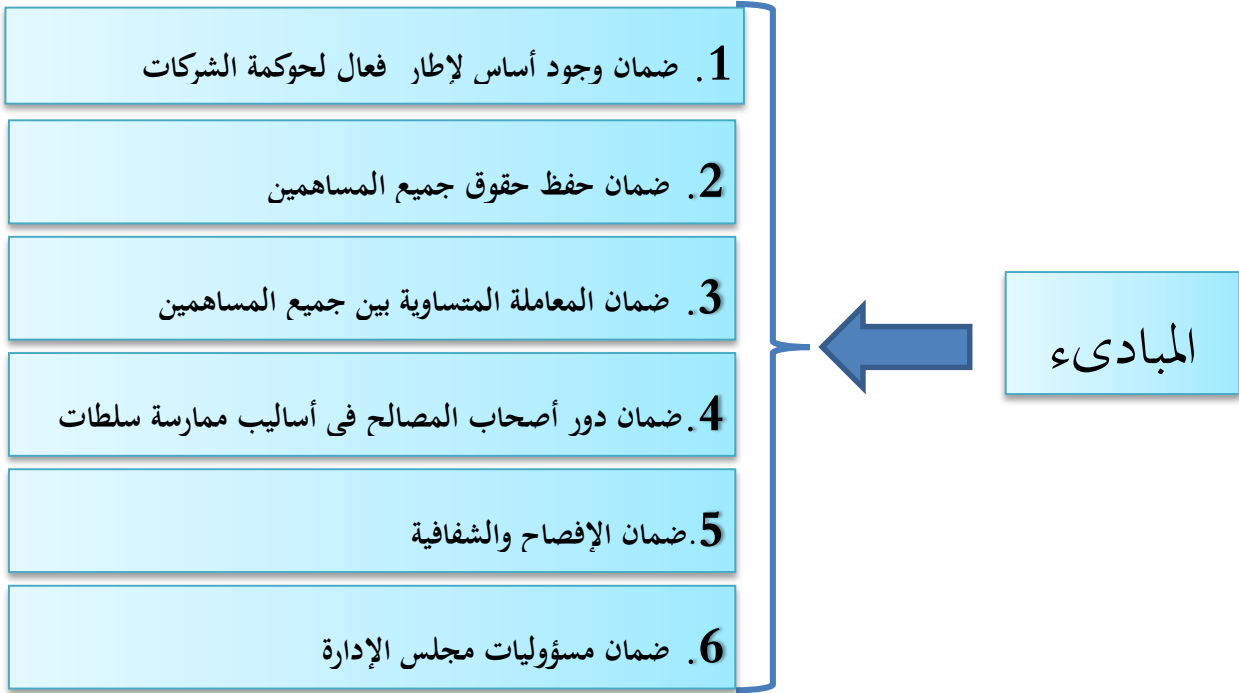 المبادىء
1. ضمان وجود أساس لإطار فعال لحوكمة الشركات
2. ضمان حفظ حقوق جميع المساهمين
3. ضمان المعاملة المتساوية بين جميع المساهمين
4.ضمان دور أصحاب المصالح في أساليب ممارسة سلطات
5.ضمان الإفصاح والشفافية
6. ضمان مسؤوليات مجلس الإدارة